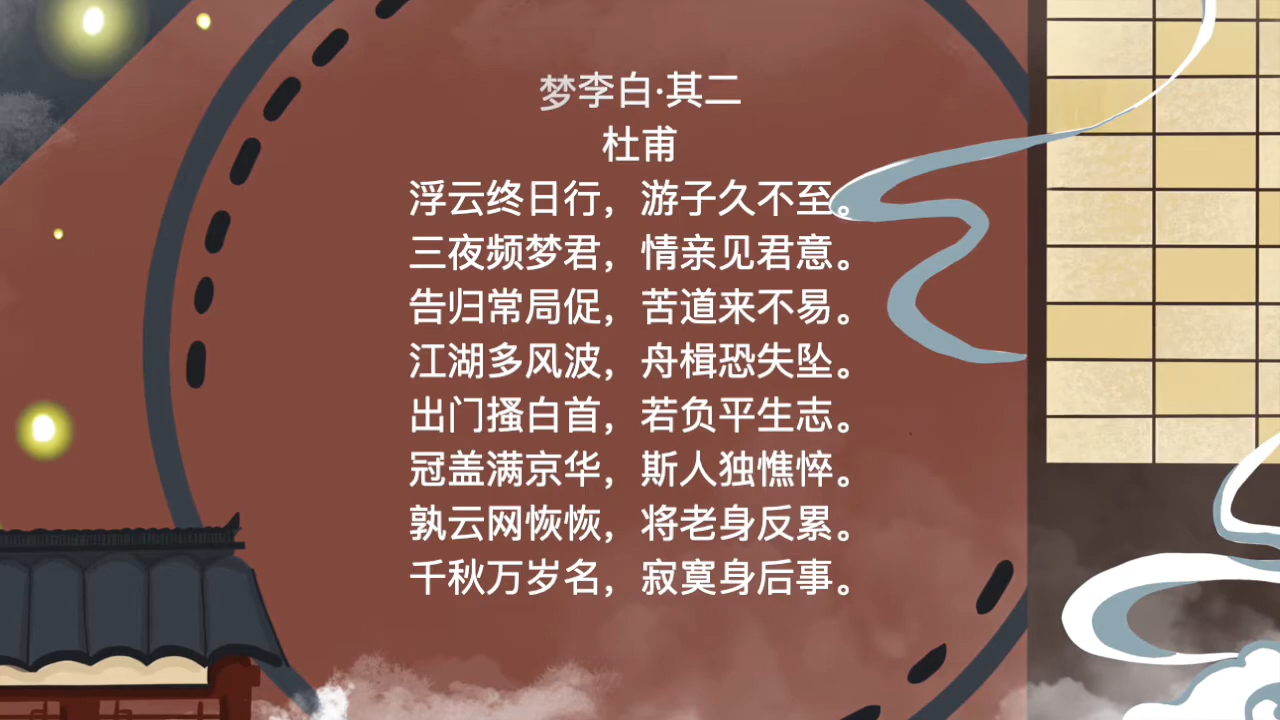 梦李白·其二
杜甫
浮云终日行，游子久不至。
三夜频梦君，情亲见君意。
告归常局促，苦道来不易。
江湖多风波，舟楫恐失坠。
出门搔白首，若负平生志。
冠盖满京华，斯人独憔悴。
孰云网恢恢，将老身反累。
千秋万岁名，寂寞身后事。